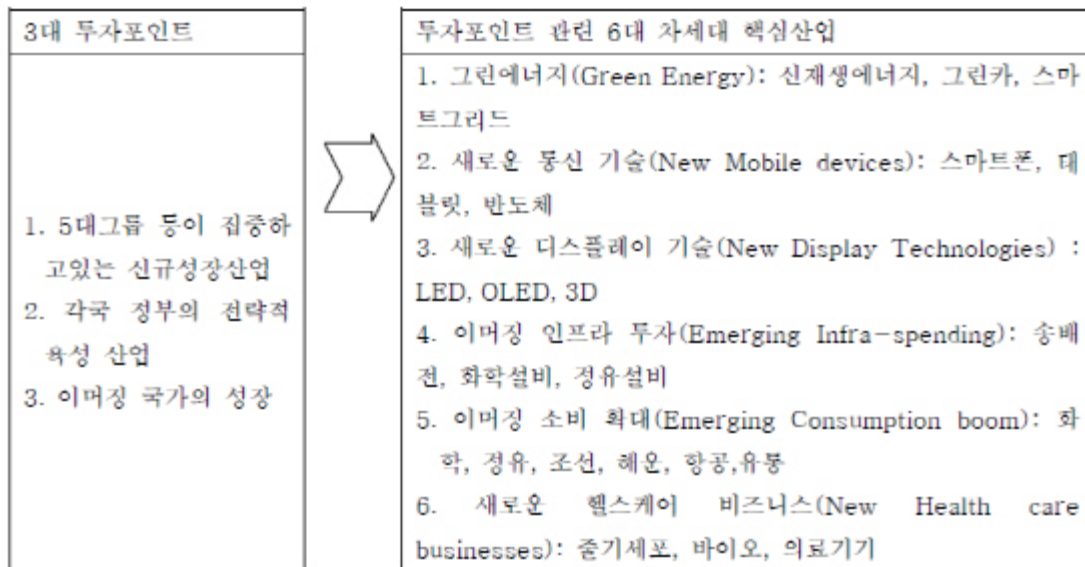 3대 투자포인트
1. 5대그룹 등이 집중하
고있는 신규성장산업
2. 각국 정부의 전략적
육성 산업
3. 이머징 국가의 성장
투자포인트 관련 6대 차세대 핵심산업
1. 그린에너지(Green Energy): 신재생에너지, 그린카, 스마
트그리드
2. 새로운 통신 기술(New Mobile devices): 스마트폰, 태
블릿, 반도체
3. 새로운 디스플레이 기술(New Display Technologies) :
LED, OLED, 3D
4. 이머징 인프라 투자(Emerging Infra-spending): 송배
전, 화학설비, 정유설비
5. 이머징 소비 확대(Emerging Consumption boom): 화
학, 정유, 조선, 해운, 항공,유통
6. 새로운 헬스케어 비즈니스(New Health care
businesses): 줄기세포, 바이오, 의료기기